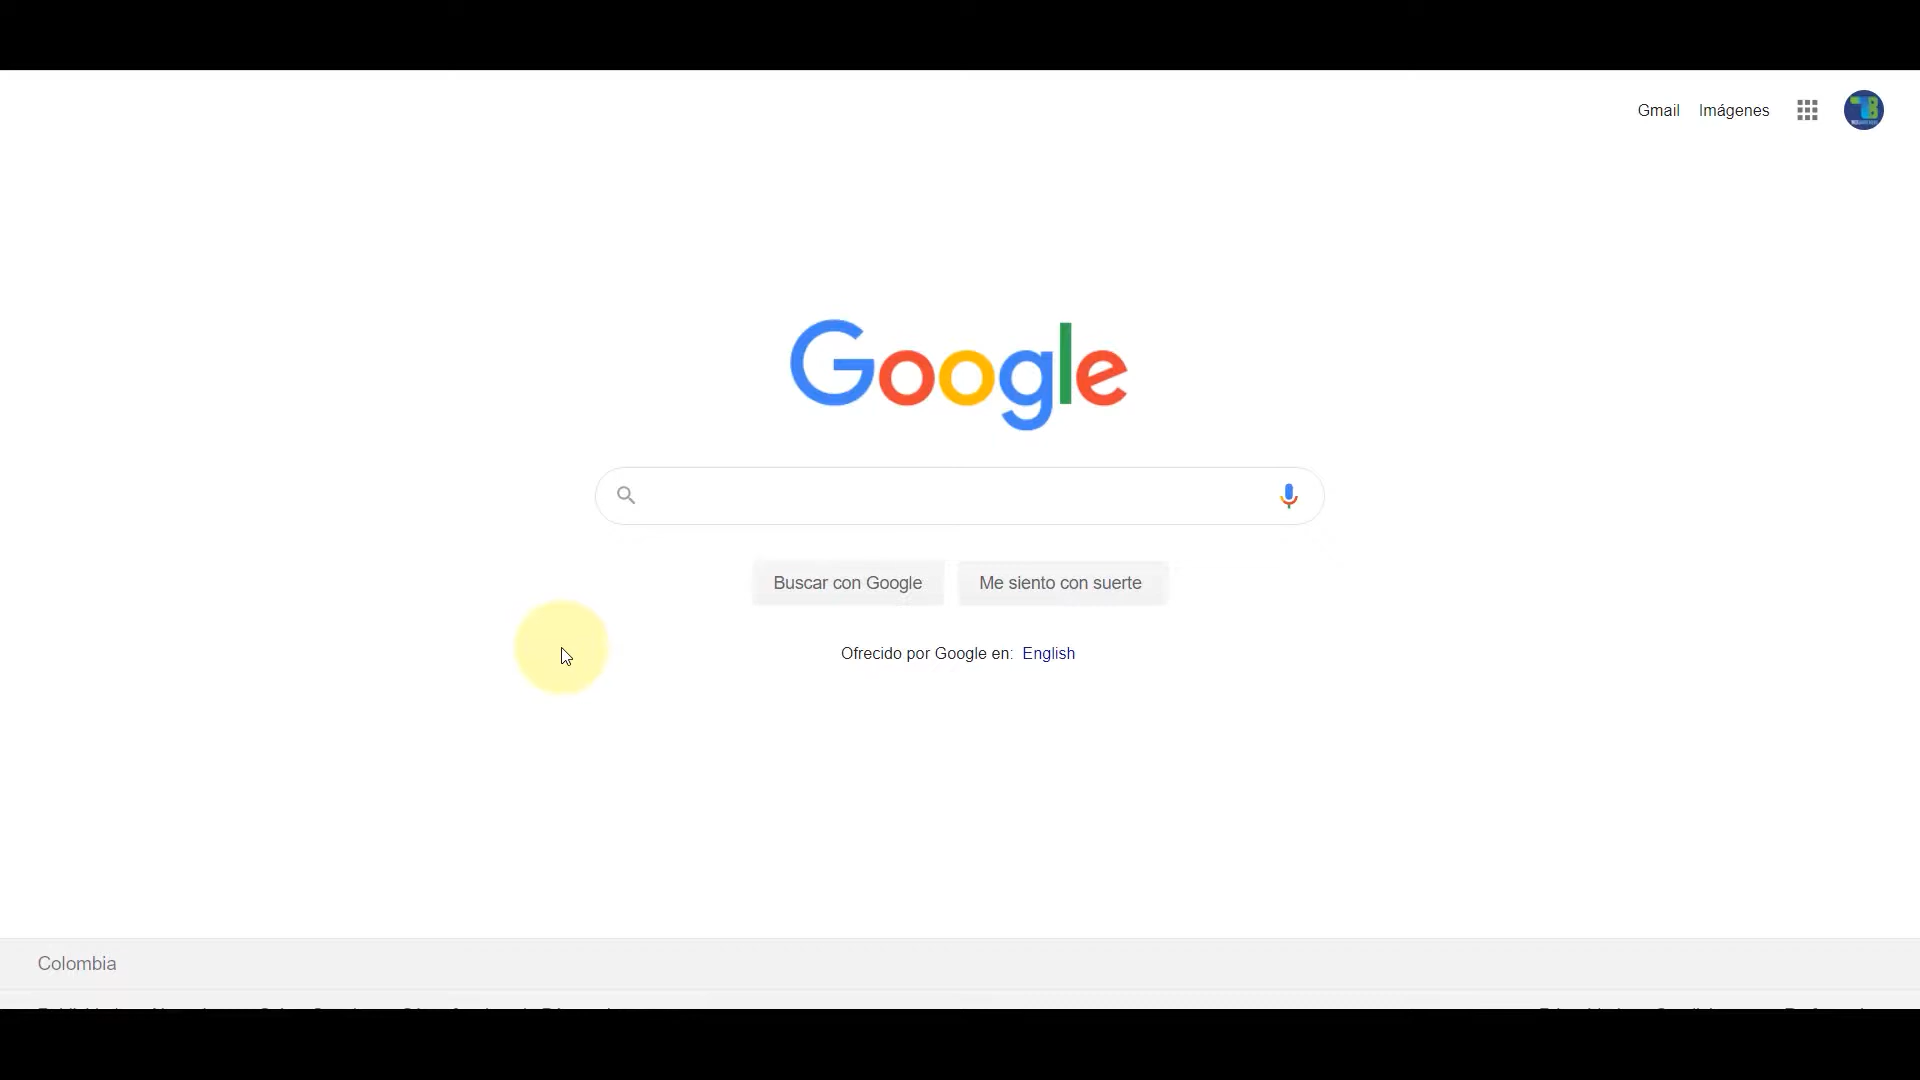 Gmail Imágenes
Google
Buscar con Google Me siento con suerte
Ofrecido por Google en: English
Colombia